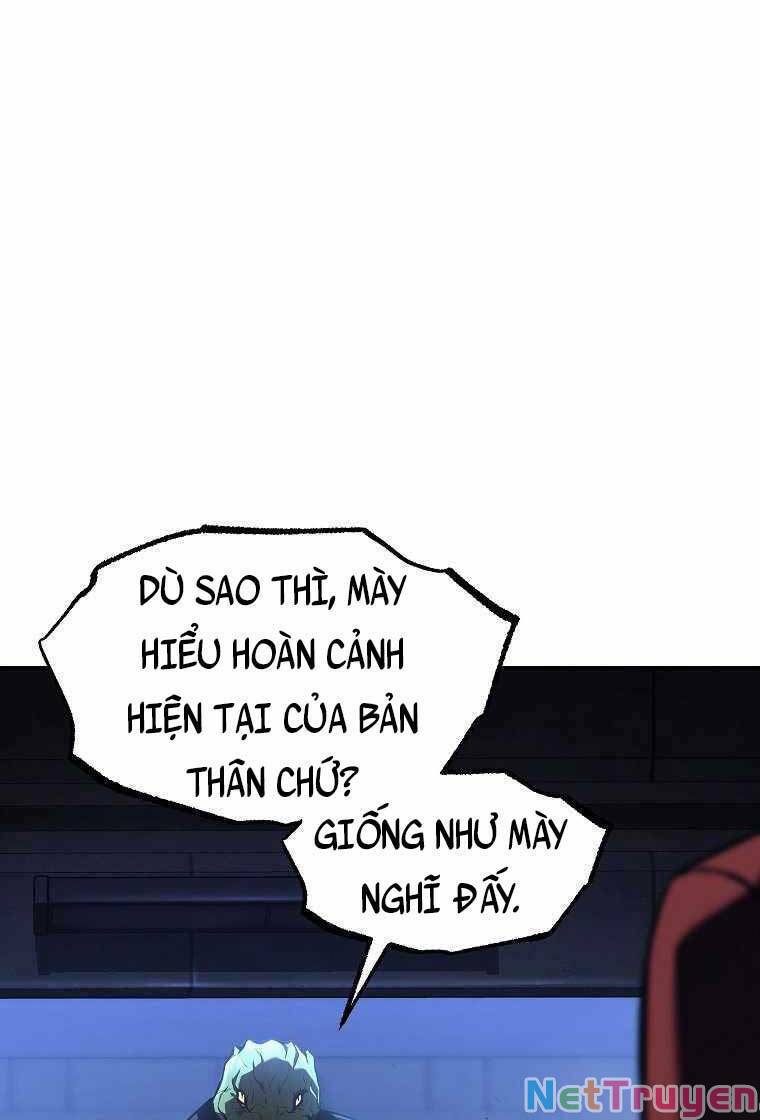 DÙ SAO THÌ, MÀY
HIỂU HOÀN CẢNH
HIỆN TẠI CỦA BẢN
THÂN CHỨ?
GIỐNG NHƯ MÀY
NGHĨ ĐẤY.
NetTruyen